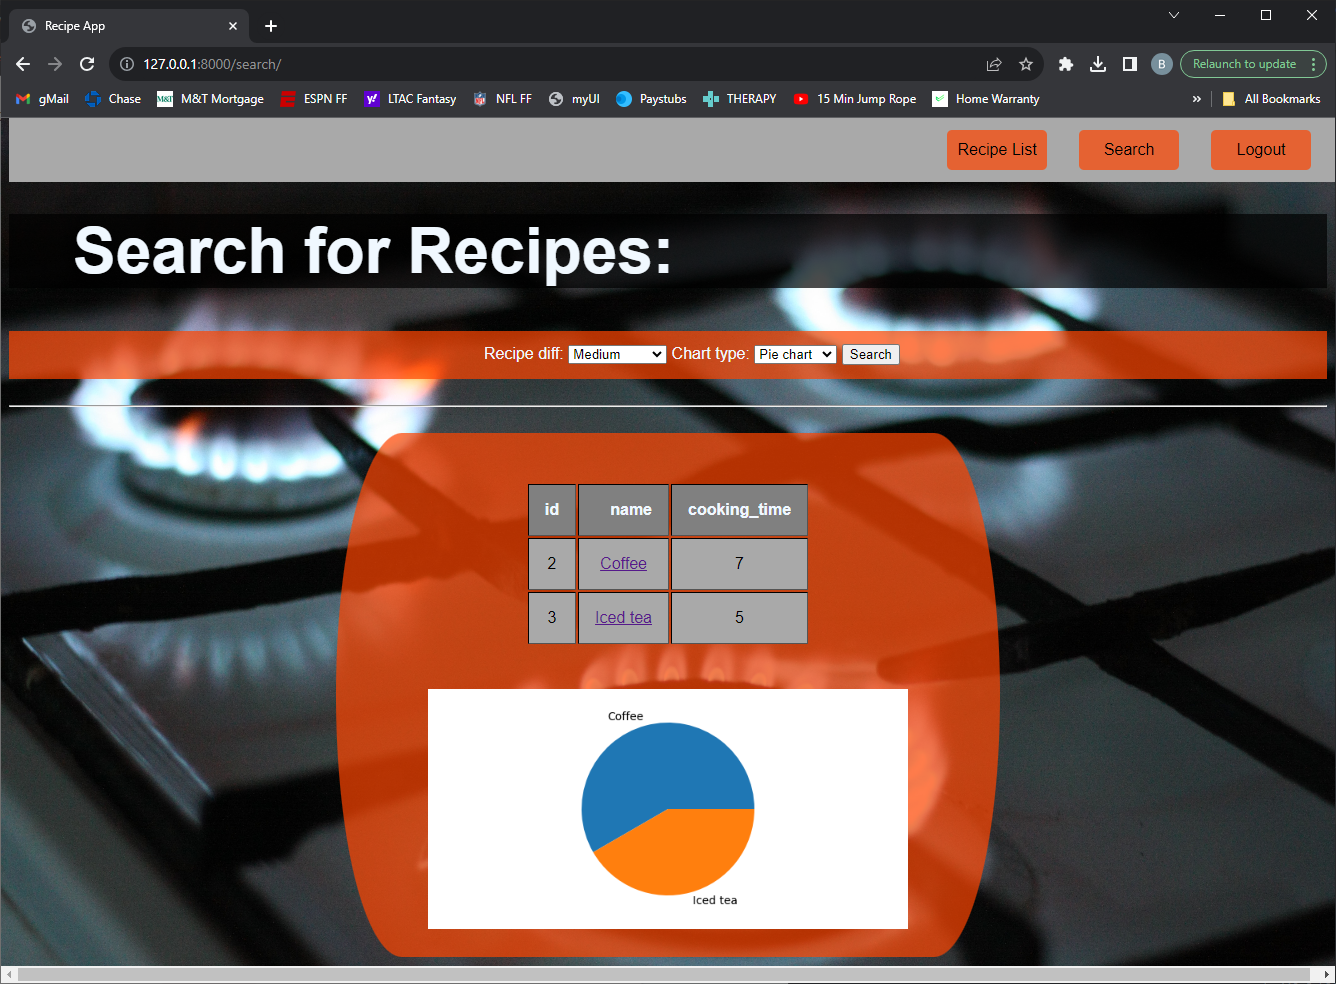 Recipe App
127.0.0.1:8000/search/
B
Relaunch to update
gMail
Chase
M&T M&T Mortgage
ESPN FF
LTAC Fantasy
NFL FF
myUI
Paystubs
THERAPY
15 Min Jump Rope
Home Warranty
»
All Bookmarks
Recipe List
Search
Logout
Search for Recipes:
Recipe diff: Medium Chart type: Pie chart Search
id name cooking_time
2 Coffee 7
3 Iced tea 5
Coffee
Iced tea